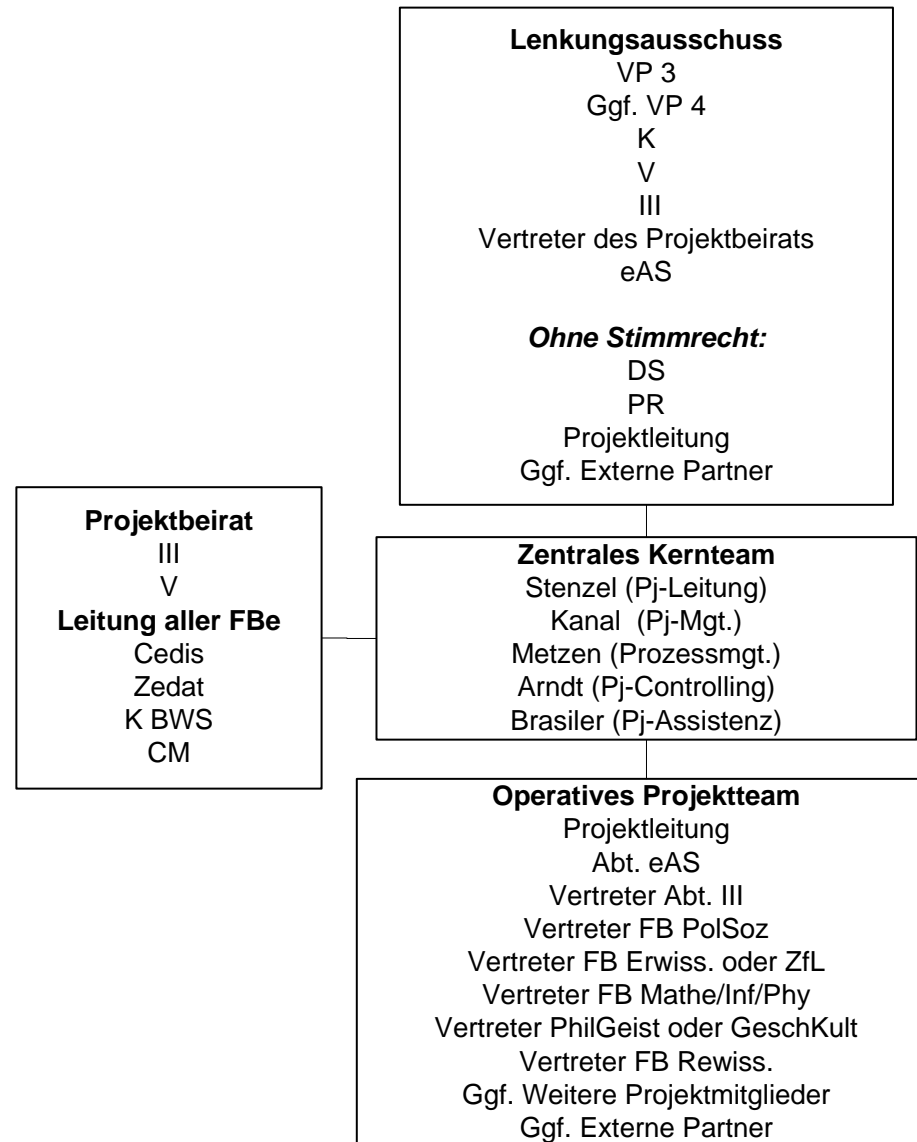 Lenkungsausschuss
VP 3
Ggf. VP 4
K
V
III
Vertreter des Projektbeirats
eAS
Ohne Stimmrecht:
DS
PR
Projektleitung
Ggf. Externe Partner
Projektbeirat
III
V
Leitung aller FBe
Cedis
Zedat
K BWS
CM
Zentrales Kernteam
Stenzel (Pj-Leitung)
Kanal (Pj-Mgt.)
Metzen (Prozessmgt.)
Arndt (Pj-Controlling)
Brasiler (Pj-Assistenz)
Operatives Projektteam
Projektleitung
Abt. eAS
Vertreter Abt. III
Vertreter FB PolSoz
Vertreter FB Erwiss. oder ZfL
Vertreter FB Mathe/Inf/Phy
Vertreter PhilGeist oder GeschKult
Vertreter FB Rewiss.
Ggf. Weitere Projektmitglieder
Ggf. Externe Partner